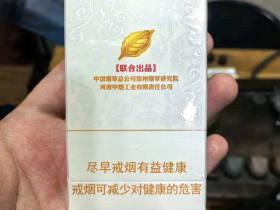 【联合出品】
中国烟草总公司郑州烟草研究院
河南中烟工业有限责任公司
尽早戒烟有益健康
戒烟可减少对健康的危害